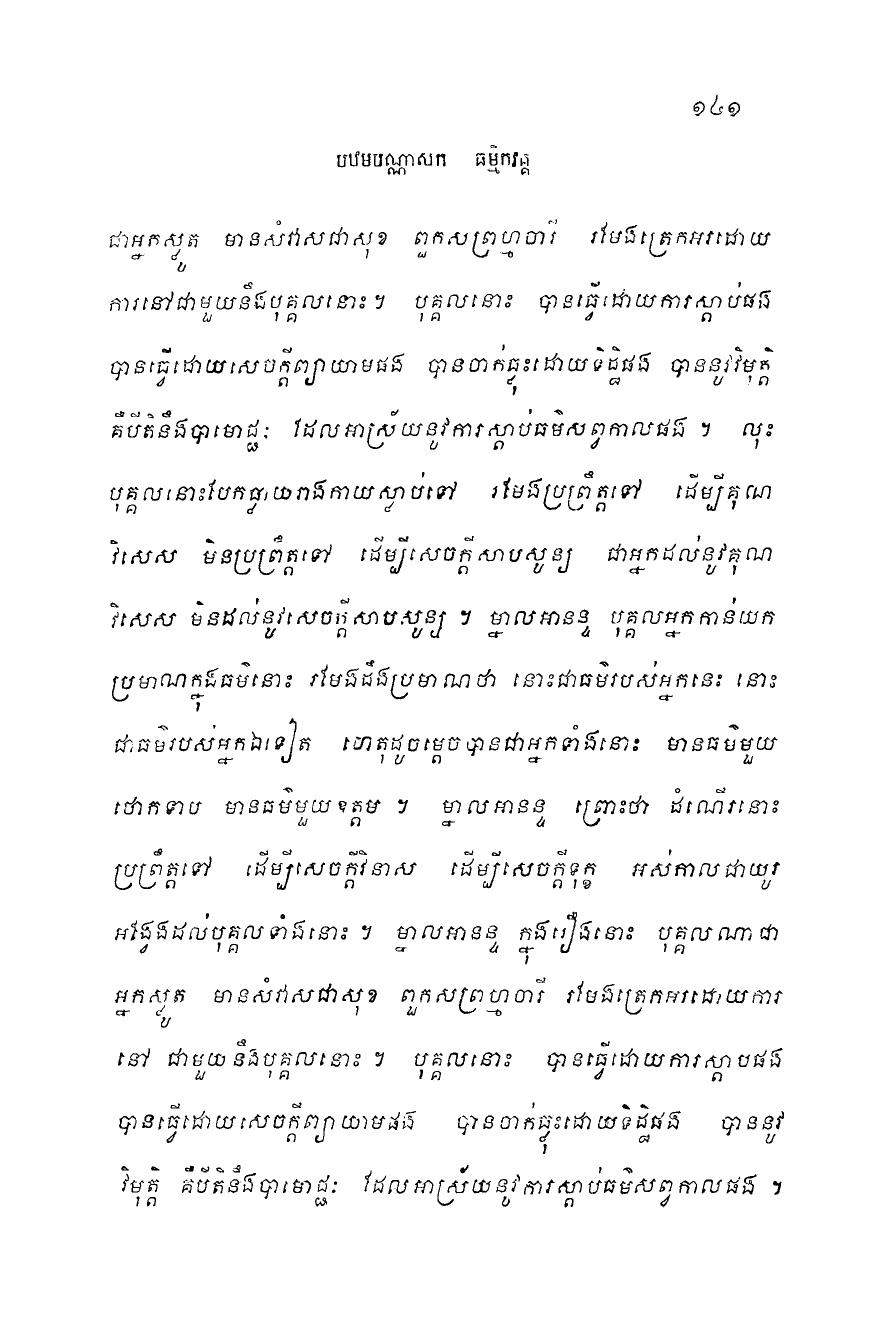 ១៤១
បឋមបណ្ណាសក ធម្មិកវគ្គ
ជាអ្នកស្លូត មានសំវាសជាសុខ ពួកសព្រហ្មចារី រមែងត្រេកអរដោយ
ការនៅជាមួយនឹងបុគ្គលនោះ។ បុគ្គលនោះ បានធ្វើដោយការស្តាប់ផង
បានធ្វើដោយសេចក្តីព្យាយាមផង បានចាក់ធ្លុះដោយទិដ្ឋិផង បាននូវវិមុត្តិ
គឺបីតិនឹងបាមោជ្ជៈ ដែលអាស្រ័យនូវការស្តាប់ធម៌សព្វកាលផង ។ លុះ
បុគ្គលនោះបែកធ្លាយរាងកាយស្លាប់ទៅ រមែងប្រព្រឹត្តទៅ ដើម្បីគុណ
វិសេស មិនប្រព្រឹត្តទៅ ដើម្បីសេចក្តីសាបសូន្យ ជាអ្នកដល់នូវគុណ
វិសេស មិនដល់នូវសេចក្តីសាបសូន្យ ។ ម្នាលអានន្ទ បុគ្គលអ្នកកាន់យក
ប្រមាណក្នុងធម៌នោះ រមែងដឹងប្រមាណថា នោះជាធម៌របស់អ្នកនេះ នោះ
ជាធម៌របស់អ្នកឯទៀត ហេតុដូចម្តេចបានជាអ្នកទាំងនោះ មានធម៌មួយ
ថោកទាប មានធម៌មួយឧត្តម ។ ម្នាលអានន្ទ ព្រោះថា ដំណើរនោះ
ប្រព្រឹត្តទៅ ដើម្បីសេចក្តីវិនាស ដើម្បីសេចក្តីទុក្ខ អស់កាលជាយូរ
អង្វែងដល់បុគ្គលទាំងនោះ ។ ម្នាលអានន្ទ ក្នុងរឿងនោះ បុគ្គលណាជា
អ្នកស្លូត មានសំវាសជាសុខ ពួកសព្រហ្មចារី រមែងត្រេកអរដោយការ
នៅ ជាមួយនឹងបុគ្គលនោះ ។ បុគ្គលនោះ បានធ្វើដោយការស្តាបផង
បានធ្វើដោយសេចក្តីព្យាយាមផង បានចាក់ធ្លុះដោយទិដ្ឋិផង បាននូវ
វិមុត្តិ គឺបីតិនឹងបាមោជ្ជៈ ដែលអាស្រ័យនូវការស្តាប់ធម៌សព្វកាលផង ។